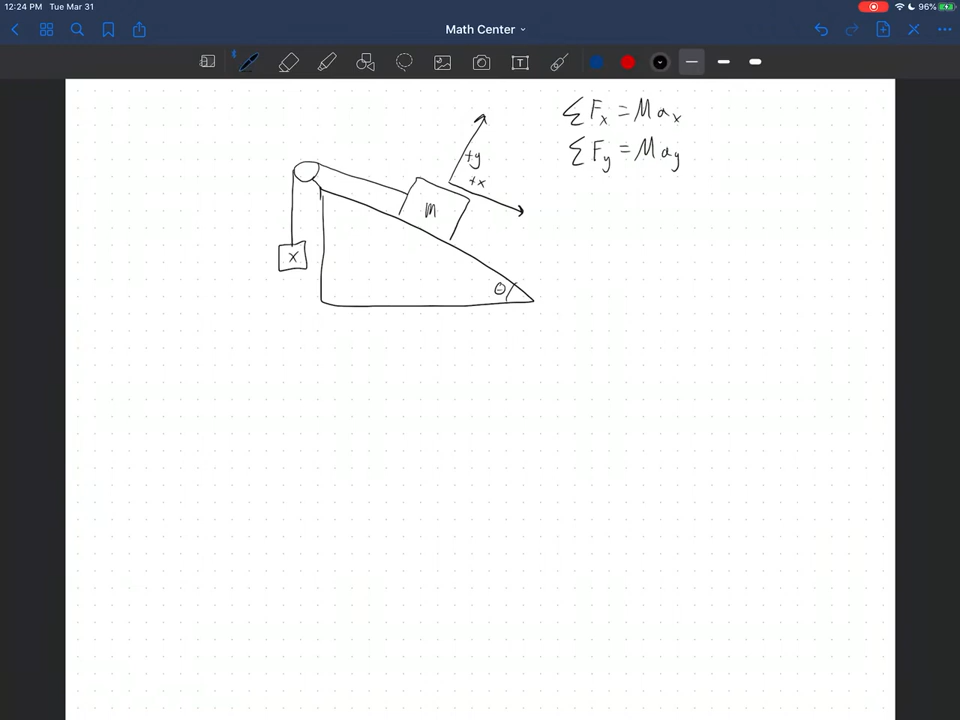 12:24 PM Tue Mar 31
96%
Math Center
T
ΣFx = Max
ΣFy = May
+y
+x
M
x
θ